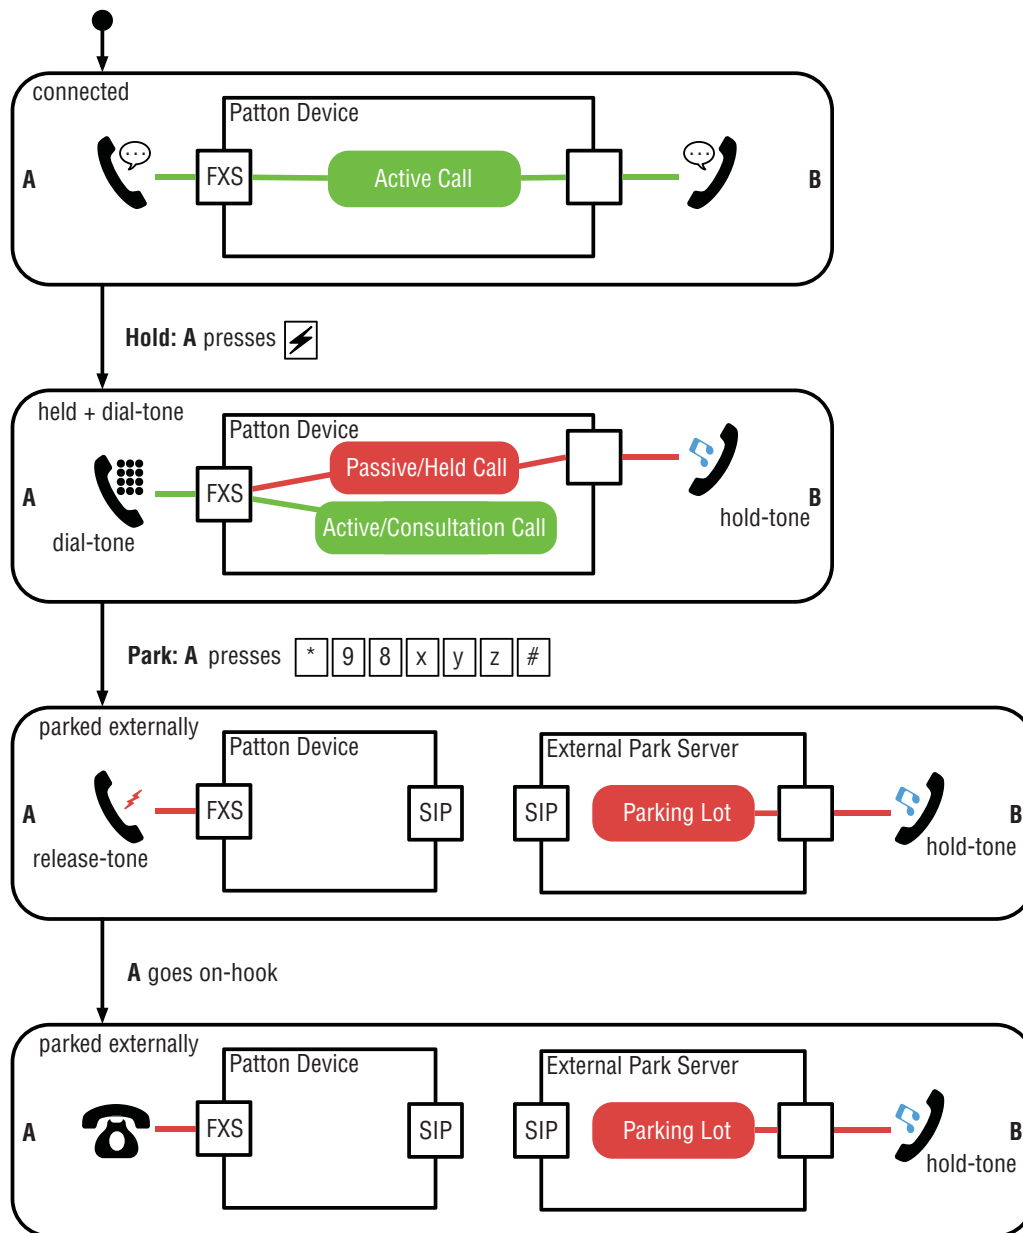 connected
Patton Device
A
FXS
Active Call
B
Hold: A presses
held + dial-tone
Patton Device
Passive/Held Call
A
FXS
B
Active/Consultation Call
hold-tone
dial-tone
Park: A presses * 9 8 x y z #
parked externally
Patton Device
External Park Server
A
FXS
SIP
SIP
Parking Lot
B
release-tone
hold-tone
A goes on-hook
parked externally
Patton Device
External Park Server
A
FXS
SIP
SIP
Parking Lot
B
hold-tone